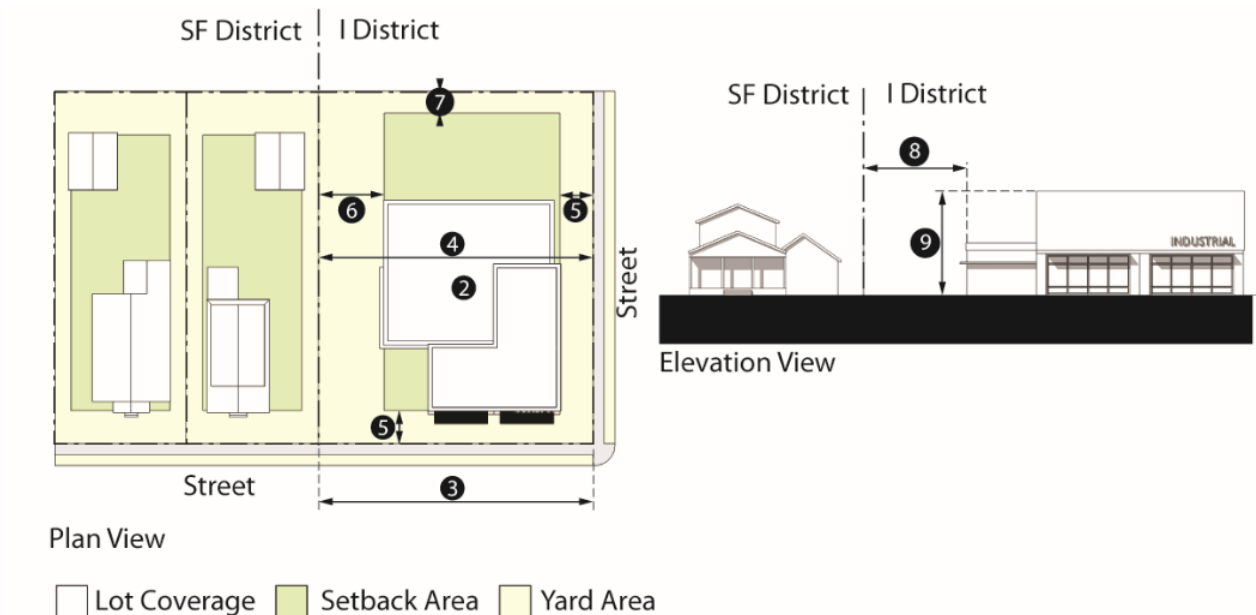 SF District I District
7
6
5
4
2
Street
5
Street
3
Plan View
Lot Coverage Setback Area Yard Area
SF District I District
8
9
INDUSTRIAL
Elevation View